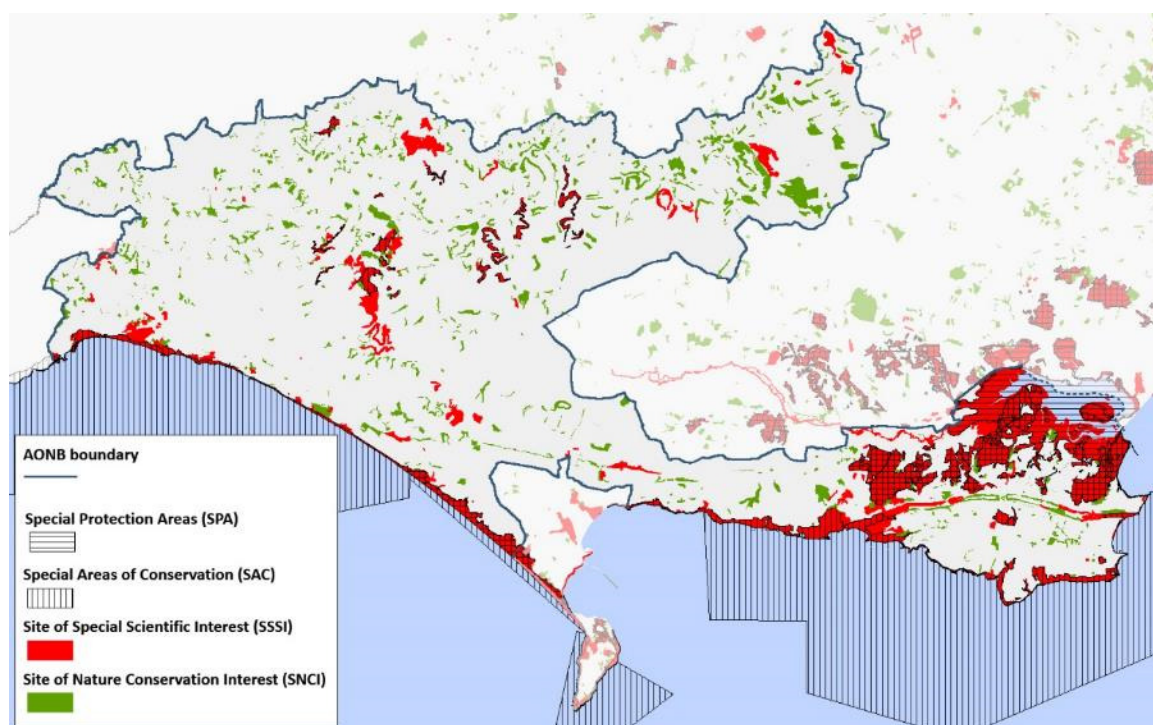 AONB boundary
Special Protection Areas (SPA)
Special Areas of Conservation (SAC)
Site of Special Scientific Interest (SSSI)
Site of Nature Conservation Interest (SNCI)